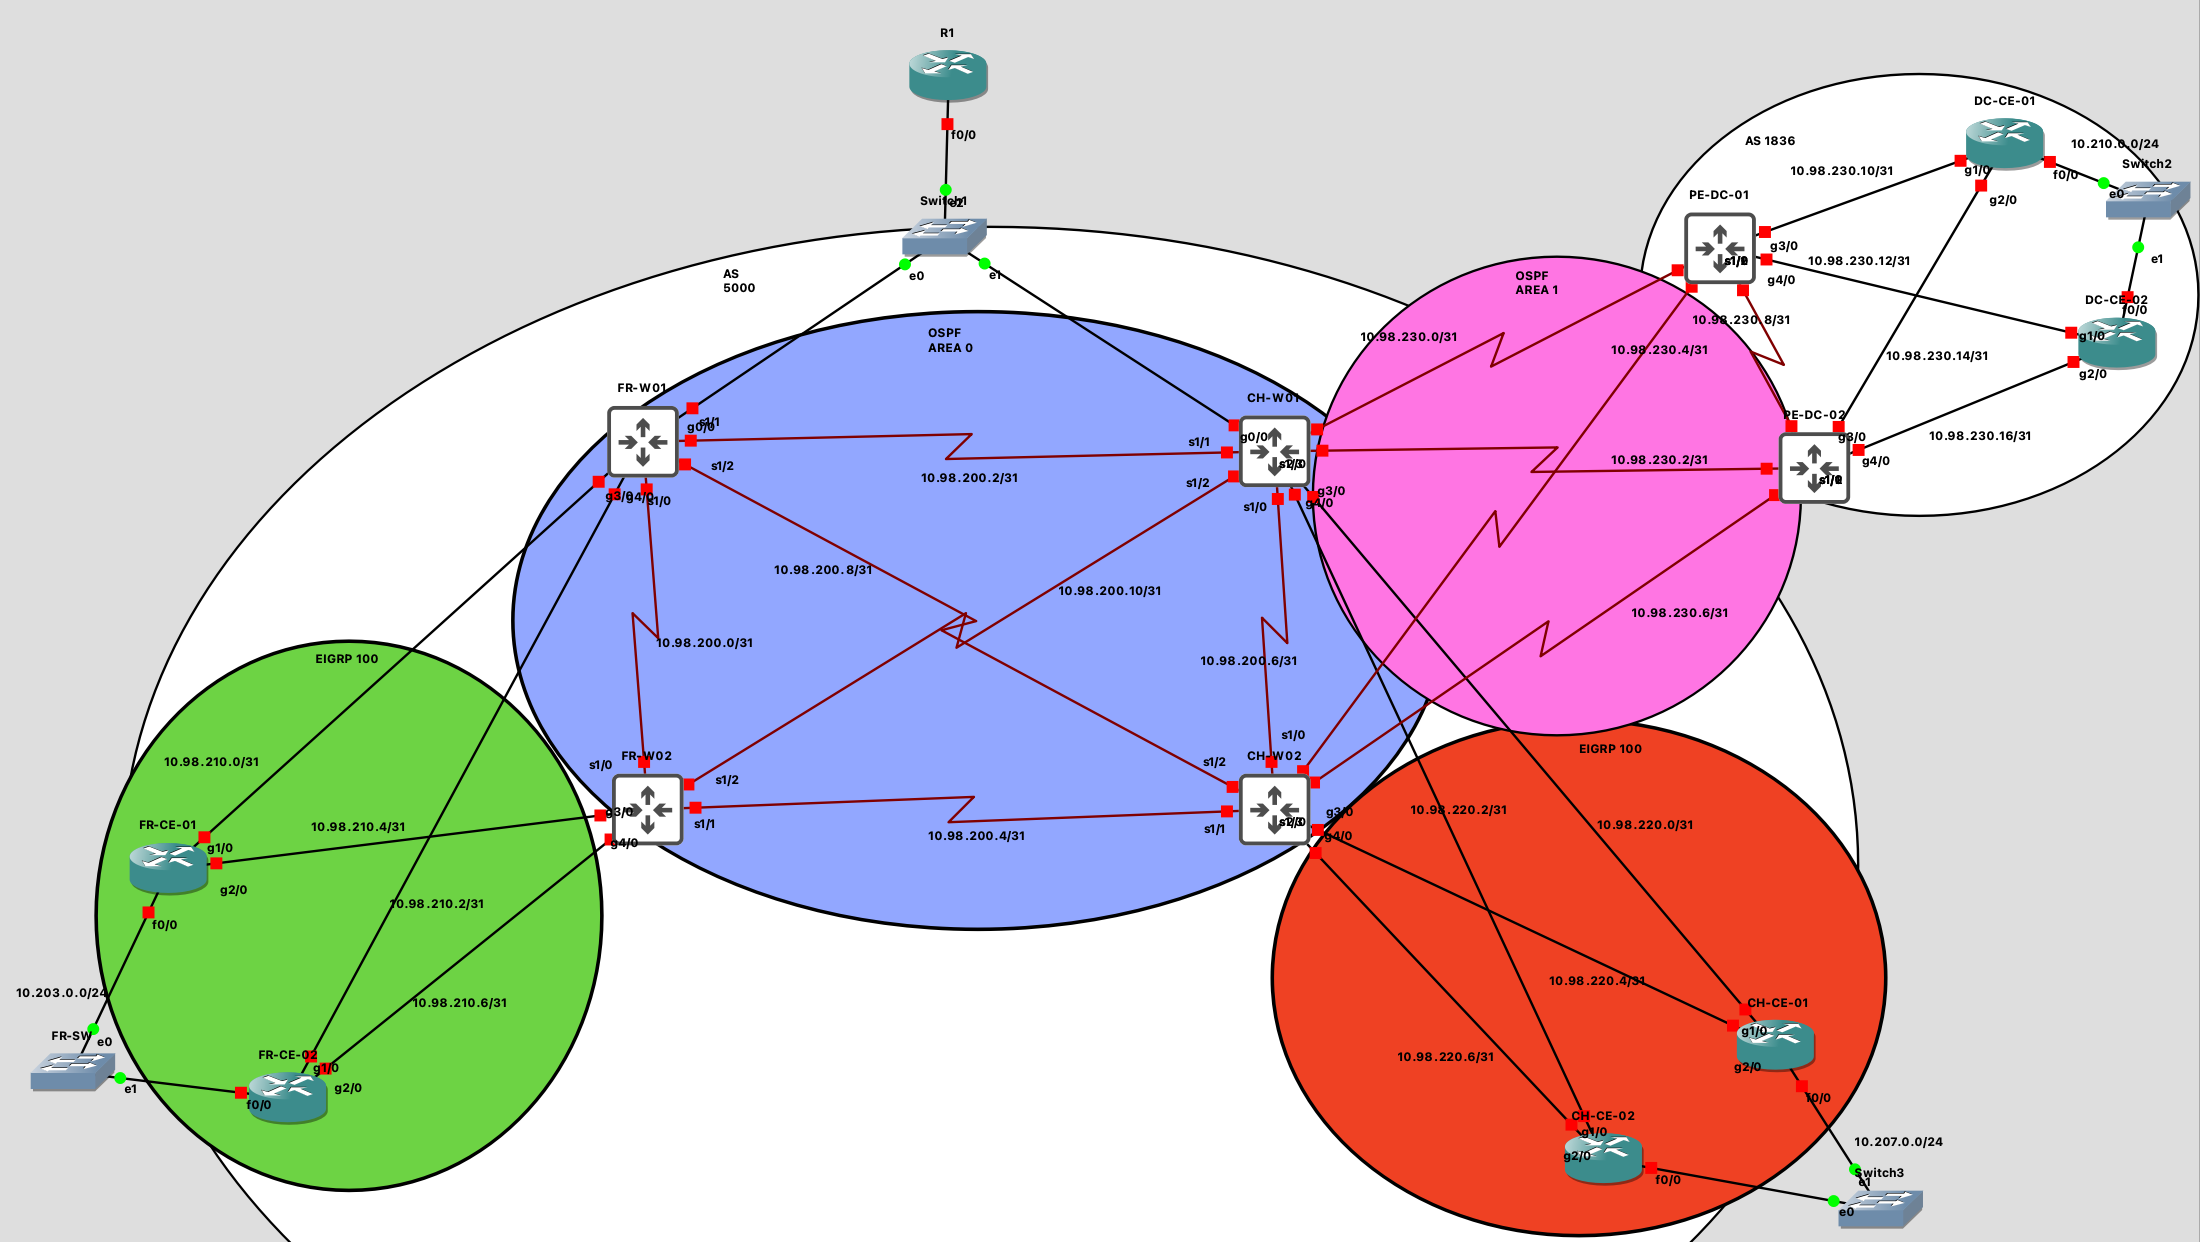 R1
f0/0
Switch1
e2
e0
e1
AS
5000
OSPF
AREA 0
OSPF
AREA 1
AS 1836
DC-CE-01
10.210.0.0/24
Switch2
10.98.230.10/31
g1/0
f0/0
e0
g2/0
PE-DC-01
g3/0
s1/0
g4/0
10.98.230.12/31
e1
DC-CE-02
f0/0
g1/0
g2/0
10.98.230.8/31
10.98.230.0/31
10.98.230.4/31
10.98.230.14/31
PE-DC-02
g3/0
g4/0
10.98.230.16/31
10.98.230.2/31
10.98.230.6/31
FR-W01
s1/1
g0/0
s1/2
g3/0
g4/0
s1/0
CH-W01
g0/0
s1/1
s1/2
s1/0
g3/0
g4/0
10.98.200.2/31
10.98.200.8/31
10.98.200.10/31
10.98.200.0/31
10.98.200.6/31
EIGRP 100
10.98.210.0/31
FR-W02
s1/0
s1/2
g3/0
s1/1
g4/0
10.98.200.4/31
s1/0
CH-W02
s1/2
s1/1
g3/0
g4/0
EIGRP 100
10.98.220.2/31
10.98.220.0/31
FR-CE-01
g1/0
g2/0
f0/0
10.98.210.4/31
10.98.210.2/31
10.98.210.6/31
10.203.0.0/24
FR-SW
e0
e1
FR-CE-02
g1/0
g2/0
f0/0
10.98.220.4/31
CH-CE-01
g1/0
g2/0
f0/0
10.98.220.6/31
CH-CE-02
g1/0
g2/0
f0/0
10.207.0.0/24
Switch3
e1
e0